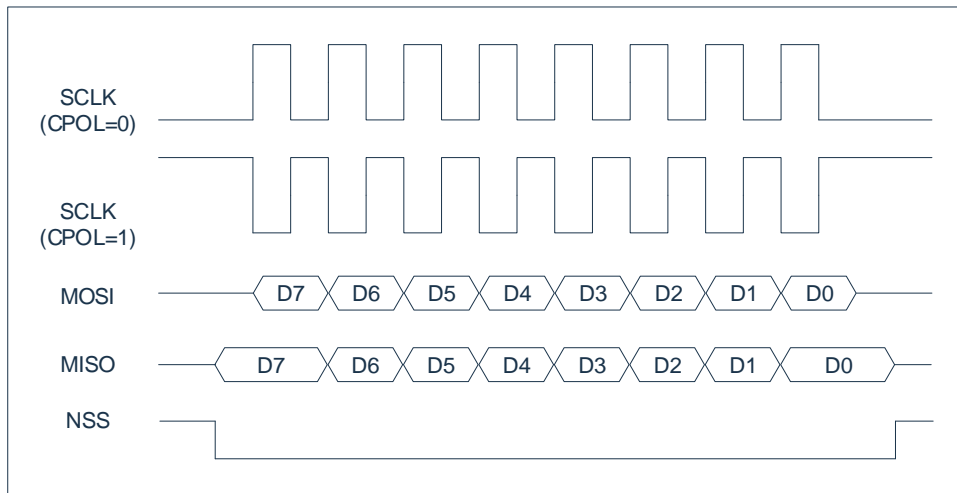 SCLK
(CPOL=0)
SCLK
(CPOL=1)
MOSI D7 D6 D5 D4 D3 D2 D1 D0
MISO D7 D6 D5 D4 D3 D2 D1 D0
NSS